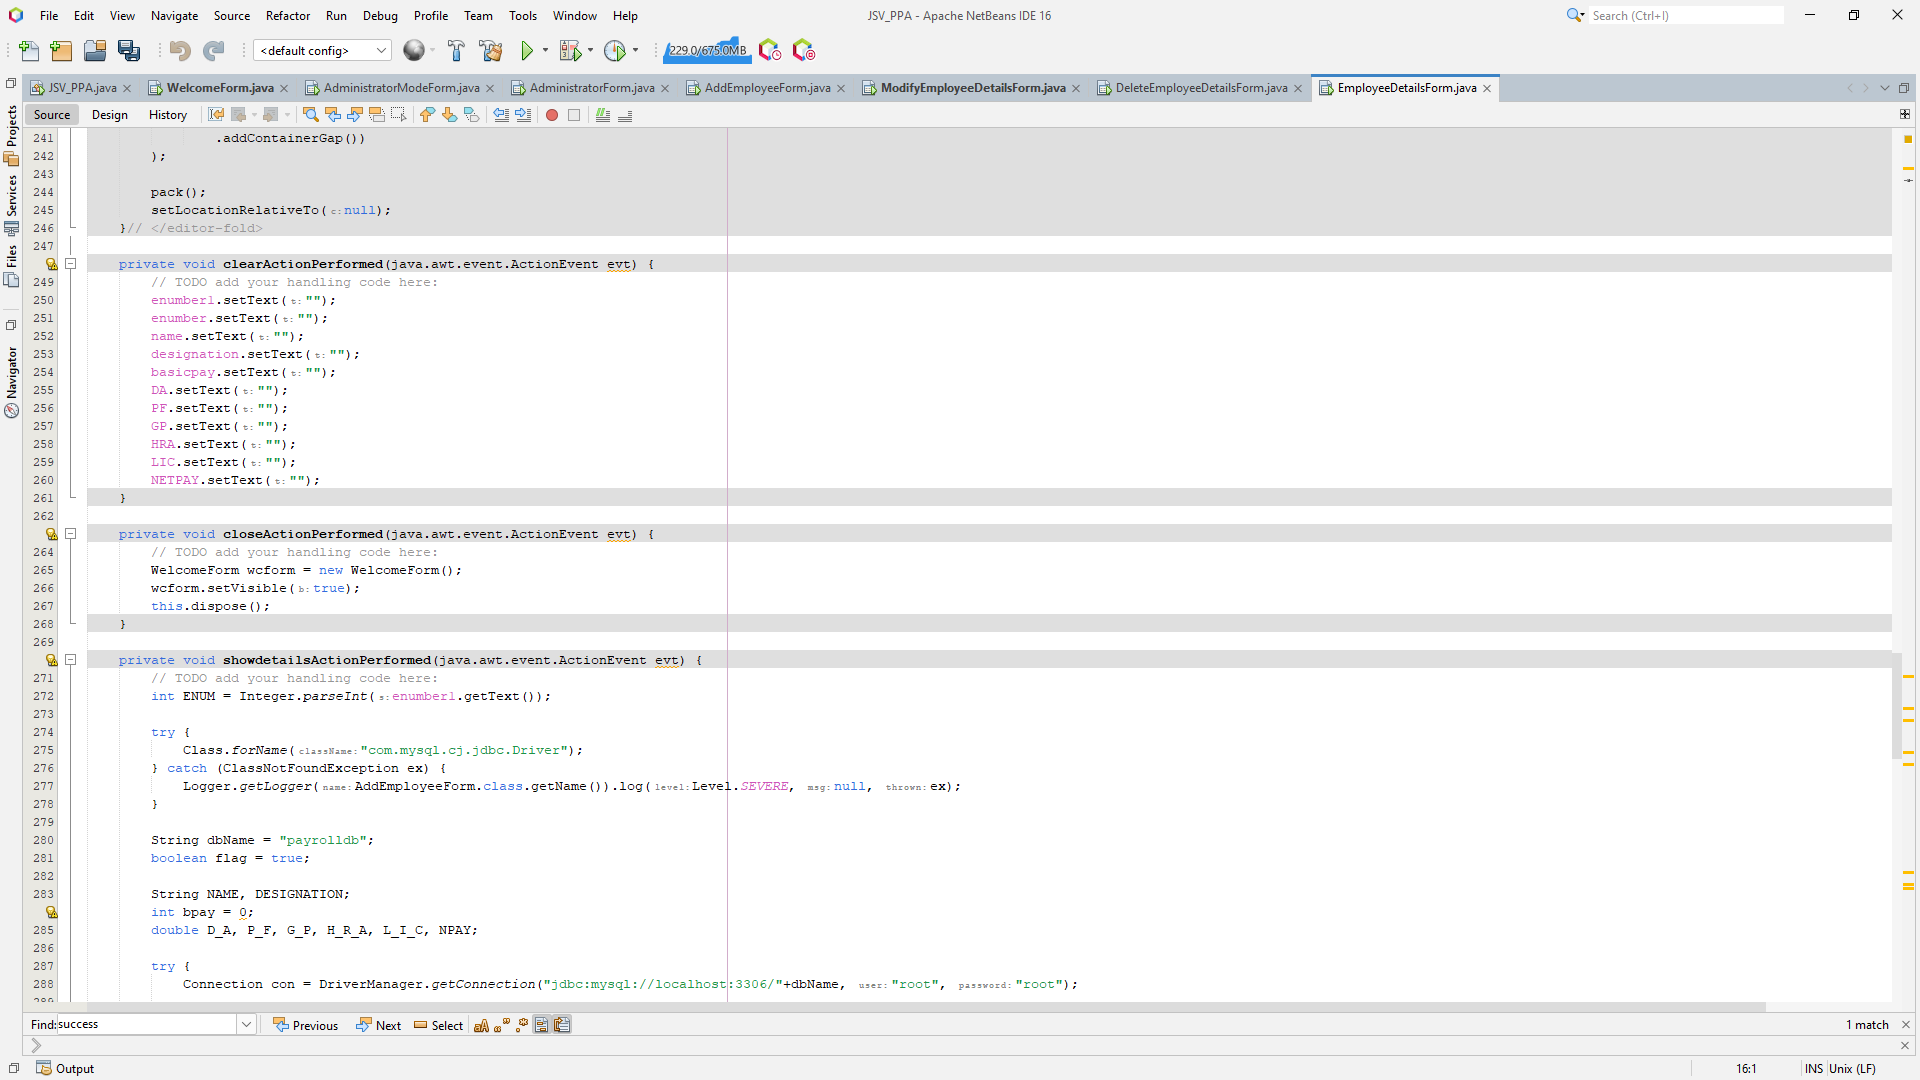 File Edit View Navigate Source Refactor Run Debug Profile Team Tools Window Help
JSV_PPA - Apache NetBeans IDE 16
Search (Ctrl+I)
<default config>
229.0/675.0MB
JSV_PPA.java WelcomeForm.java AdministratorModeForm.java AdministratorForm.java AddEmployeeForm.java ModifyEmployeeDetailsForm.java DeleteEmployeeDetailsForm.java EmployeeDetailsForm.java
Source Design History
Projects
Services
Files
Navigator
241 .addContainerGap())
242 );
243
244 pack();
245 setLocationRelativeTo(c:null);
246 }// </editor-fold>
247
private void clearActionPerformed(java.awt.event.ActionEvent evt) {
249 // TODO add your handling code here:
250 enumber1.setText(t:"");
251 enumber.setText(t:"");
252 name.setText(t:"");
253 designation.setText(t:"");
254 basicpay.setText(t:"");
255 DA.setText(t:"");
256 PF.setText(t:"");
257 GP.setText(t:"");
258 HRA.setText(t:"");
259 LIC.setText(t:"");
260 NETPAY.setText(t:"");
261 }
262
private void closeActionPerformed(java.awt.event.ActionEvent evt) {
264 // TODO add your handling code here:
265 WelcomeForm wcform = new WelcomeForm();
266 wcform.setVisible(b:true);
267 this.dispose();
268 }
269
private void showdetailsActionPerformed(java.awt.event.ActionEvent evt) {
271 // TODO add your handling code here:
272 int ENUM = Integer.parseInt(s:enumber1.getText());
273
274 try {
275 Class.forName(className:"com.mysql.cj.jdbc.Driver");
276 } catch (ClassNotFoundException ex) {
277 Logger.getLogger(name:AddEmployeeForm.class.getName()).log(level:Level.SEVERE, msg:null, thrown:ex);
278 }
279
280 String dbName = "payrolldb";
281 boolean flag = true;
282
283 String NAME, DESIGNATION;
int bpay = 0;
285 double D_A, P_F, G_P, H_R_A, L_I_C, NPAY;
286
287 try {
288 Connection con = DriverManager.getConnection("jdbc:mysql://localhost:3306/"+dbName, user:"root", password:"root");
289
Find: success Previous Next Select 1 match
Output
16:1 INS Unix (LF)